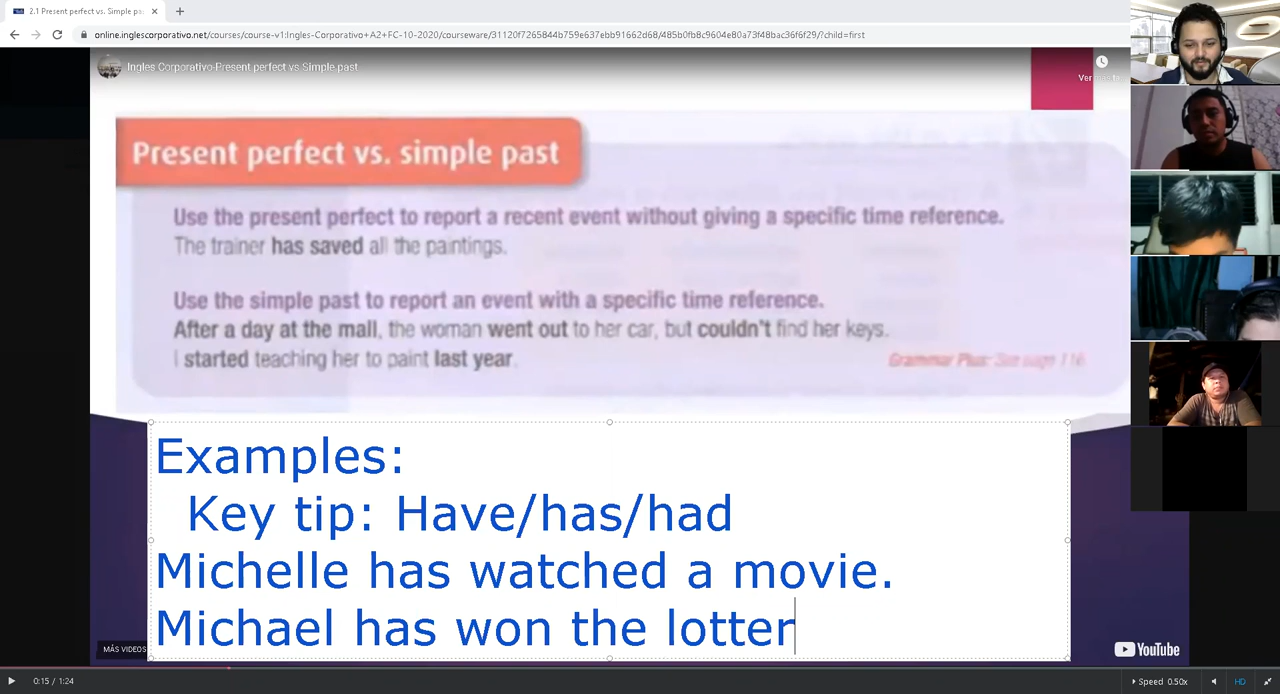 2.1 Present perfect vs. Simple pa
online.inglescorporativo.net/courses/course-v1:Ingles-Corporativo+A2+FC-10-2020/courseware/31120f7265844b759e637ebb91662d68/485b0fb8c9604e80a73f48bac36f6f29/?child=first
Ingles Corporativo-Present perfect vs Simple past
Present perfect vs. simple past
Use the present perfect to report a recent event without giving a specific time reference.
The trainer has saved all the paintings.
Use the simple past to report an event with a specific time reference.
After a day at the mall, the woman went out to her car, but couldn't find her keys.
I started teaching her to paint last year.
Grammar Plus: See page 116
Examples:
Key tip: Have/has/had
Michelle has watched a movie.
Michael has won the lotter
MÁS VIDEOS
YouTube
0:15 / 1:24
Speed 0.50x
HD